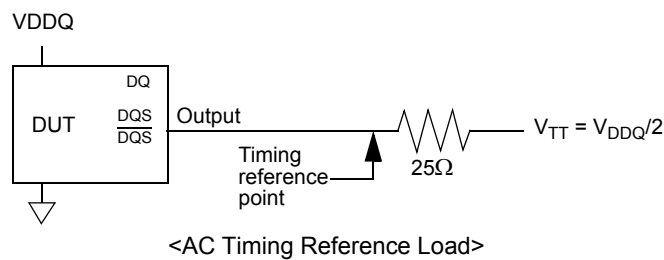 VDDQ
DQ
DUT
DQS
DQS
Output
VTT = VDDQ/2
Timing
reference
point
25Ω
<AC Timing Reference Load>